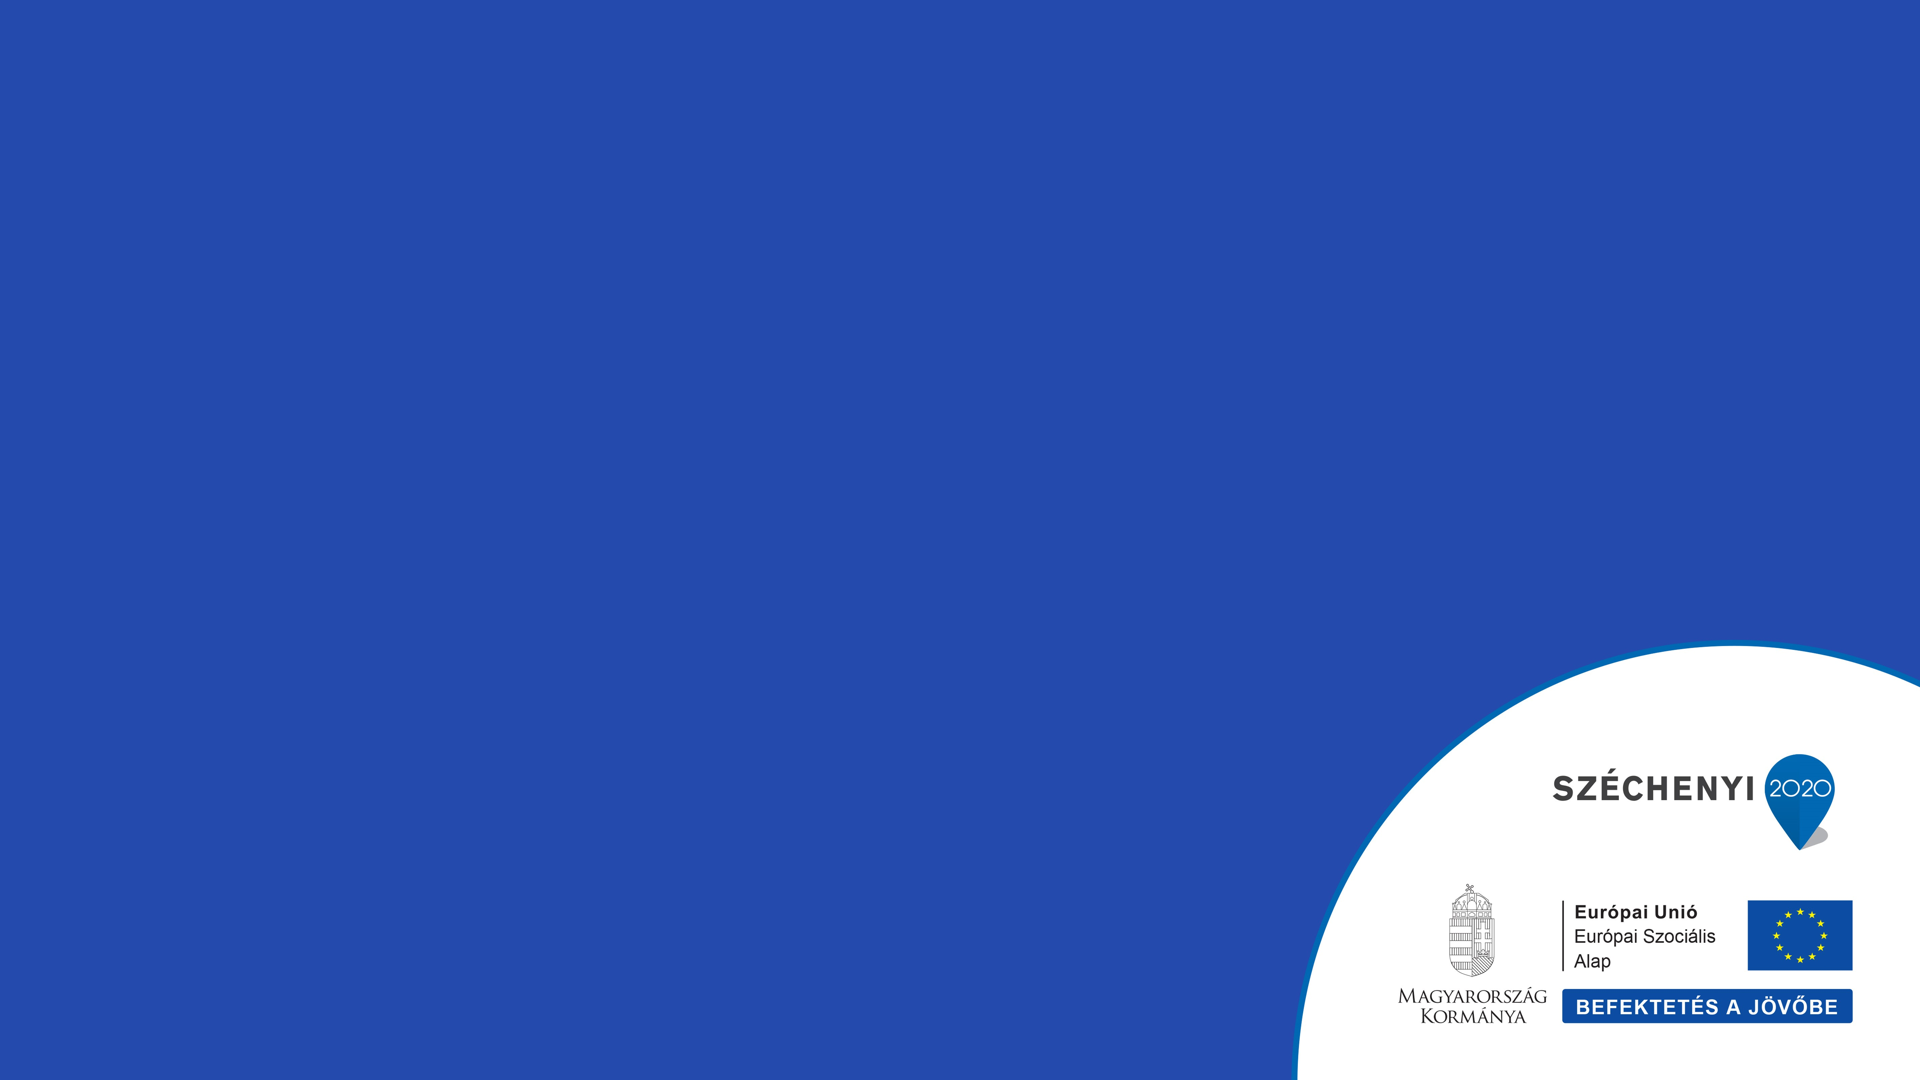 SZÉCHENYI 2020
MAGYARORSZÁG
KORMÁNYA
Európai Unió
Európai Szociális
Alap
BEFEKTETÉS A JÖVŐBE